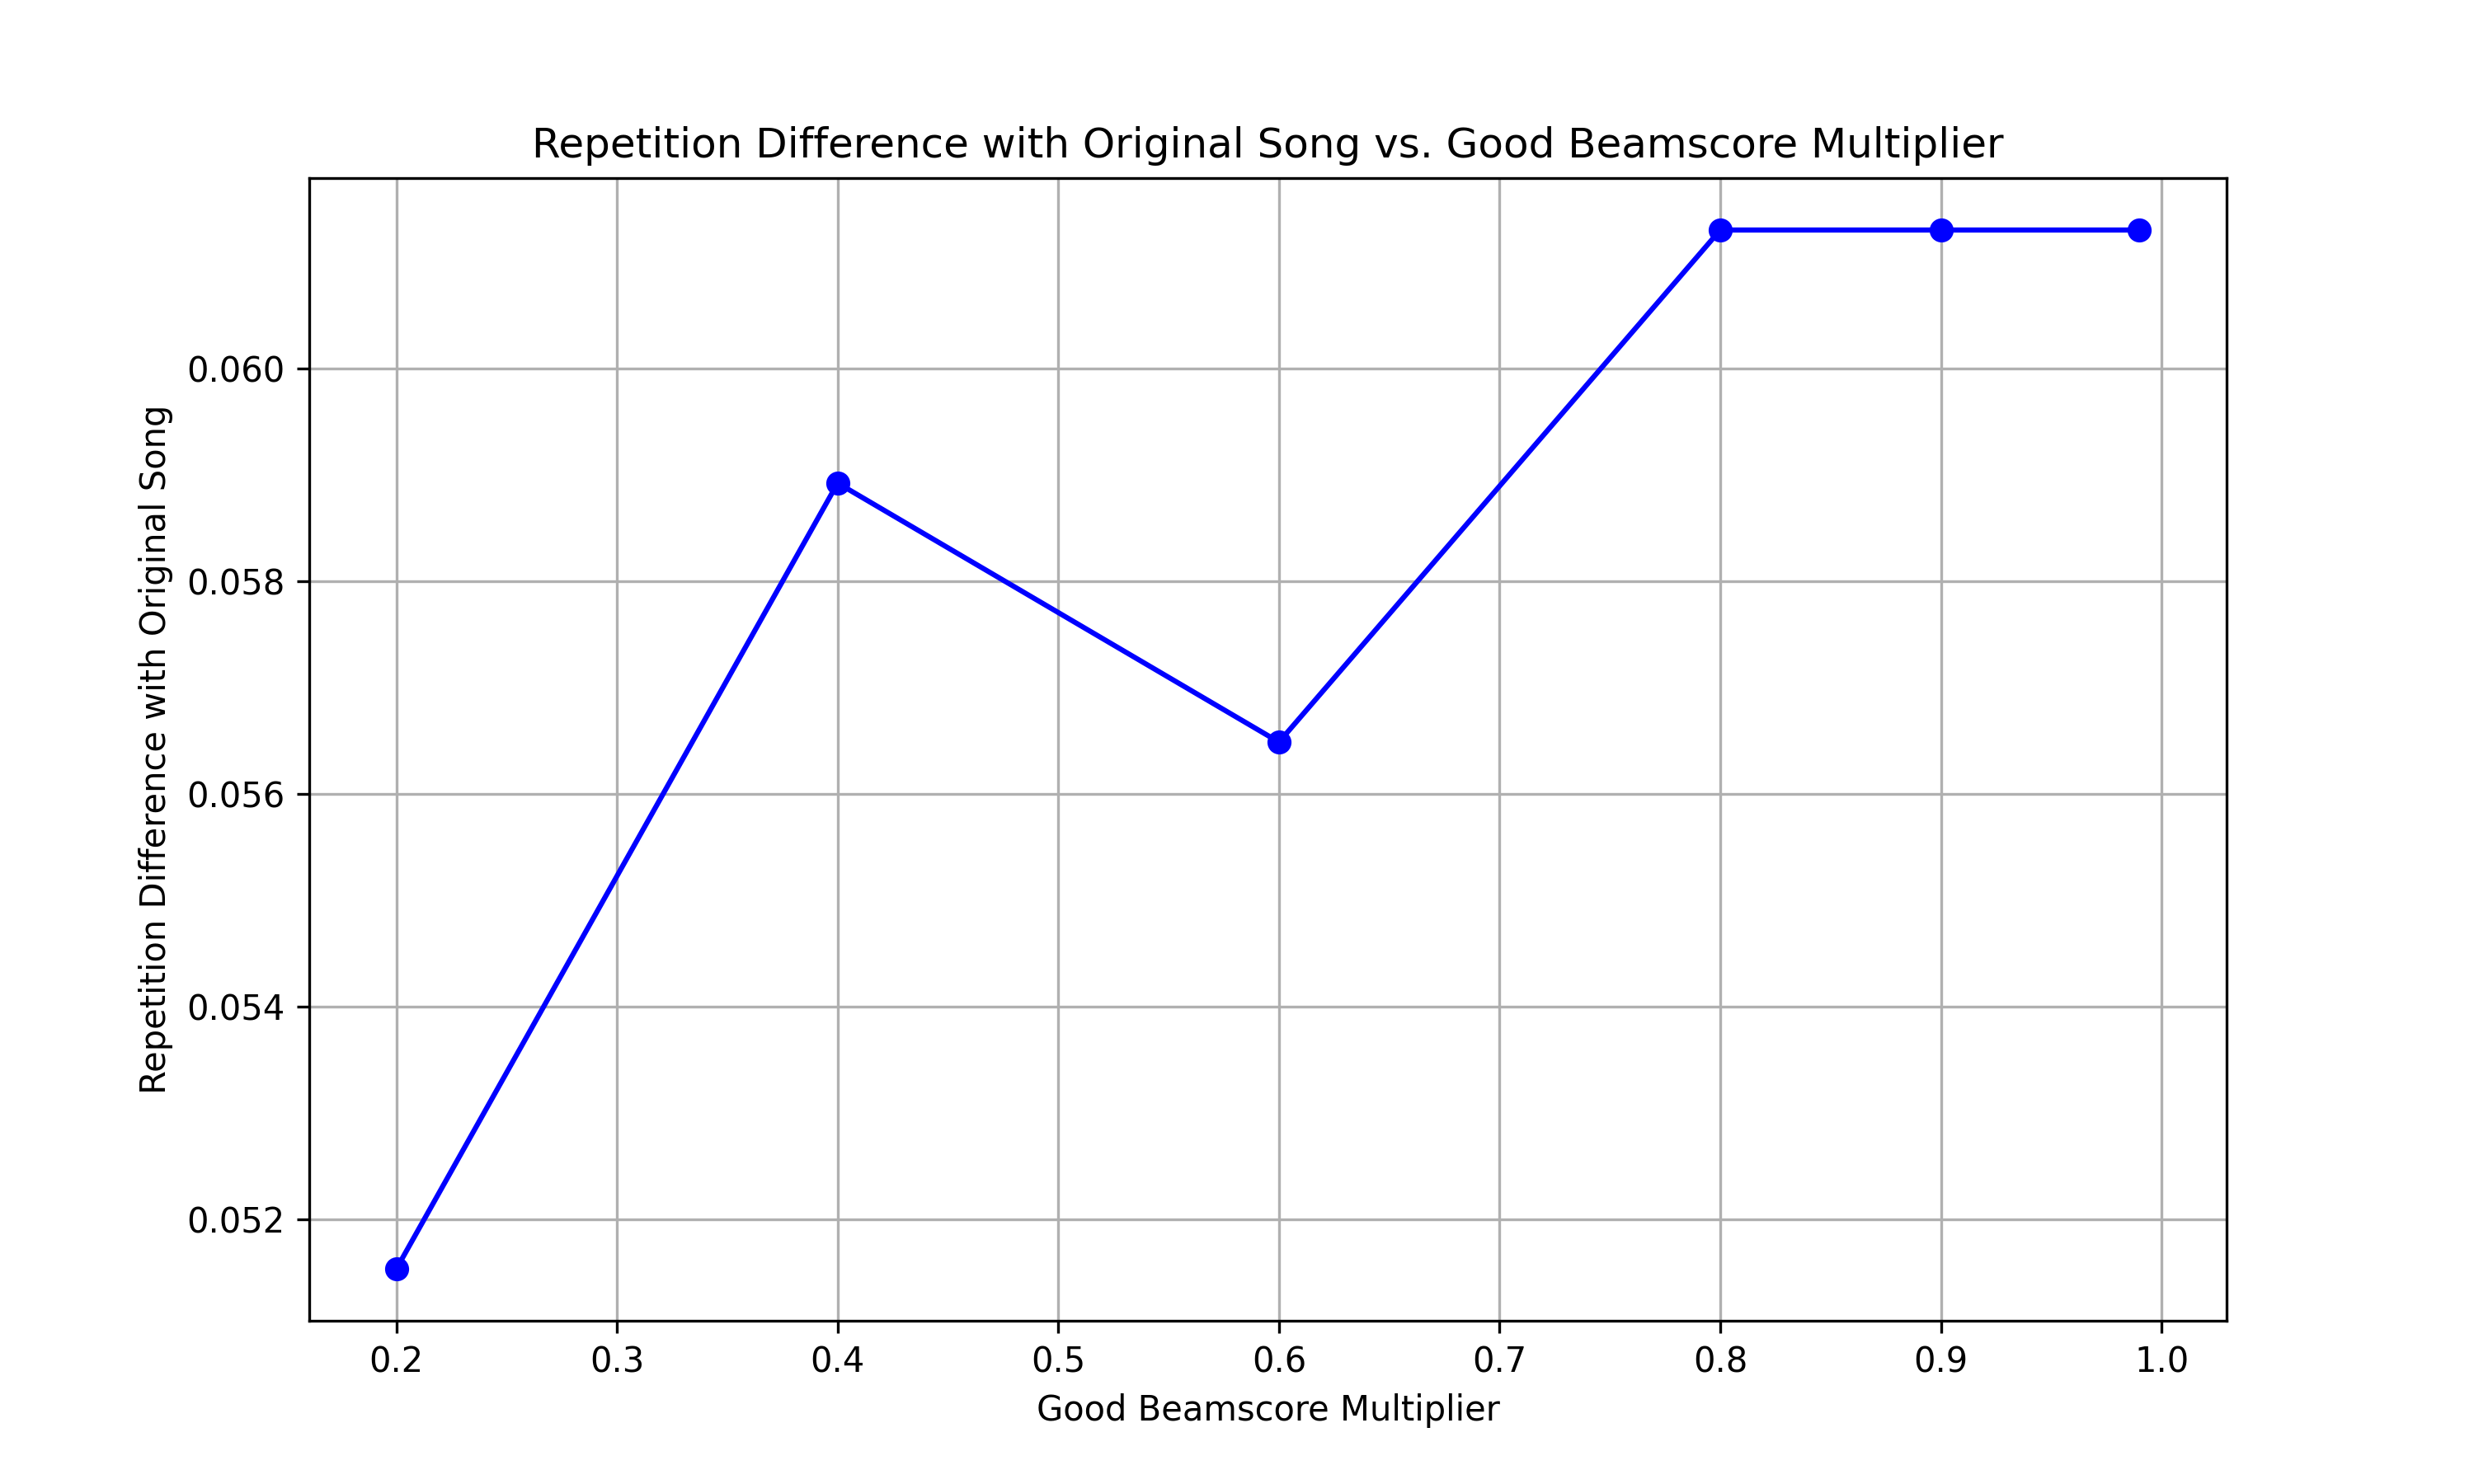 Repetition Difference with Original Song vs. Good Beamscore Multiplier
Repetition Difference with Original Song
0.060
0.058
0.056
0.054
0.052
0.2 0.3 0.4 0.5 0.6 0.7 0.8 0.9 1.0
Good Beamscore Multiplier